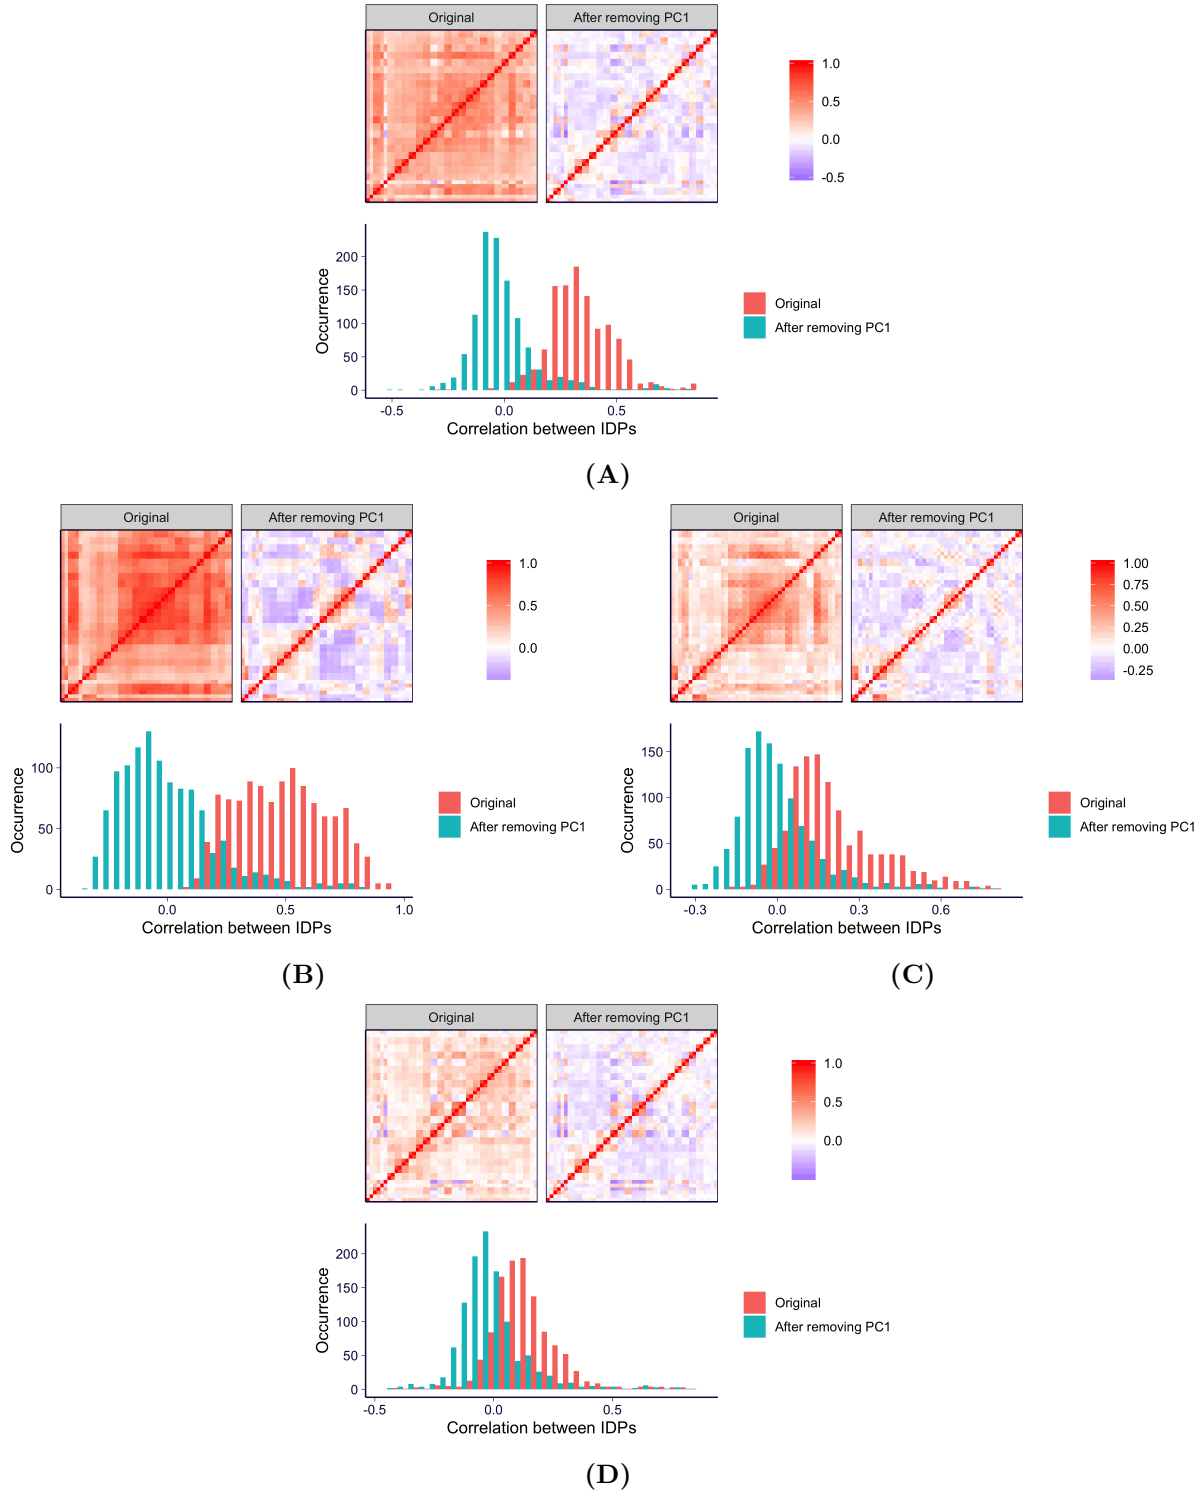 Original After removing PC1
1.0
0.5
0.0
-0.5
200
150
100
50
0
Occurrence
-0.5 0.0 0.5
Correlation between IDPs
Original
After removing PC1
(A)
Original After removing PC1
1.0
0.5
0.0
100
50
0
Occurrence
0.0 0.5 1.0
Correlation between IDPs
Original
After removing PC1
(B)
Original After removing PC1
1.00
0.75
0.50
0.25
0.00
-0.25
150
100
50
0
Occurrence
-0.3 0.0 0.3 0.6
Correlation between IDPs
Original
After removing PC1
(C)
Original After removing PC1
1.0
0.5
0.0
200
150
100
50
0
Occurrence
-0.5 0.0 0.5
Correlation between IDPs
Original
After removing PC1
(D)